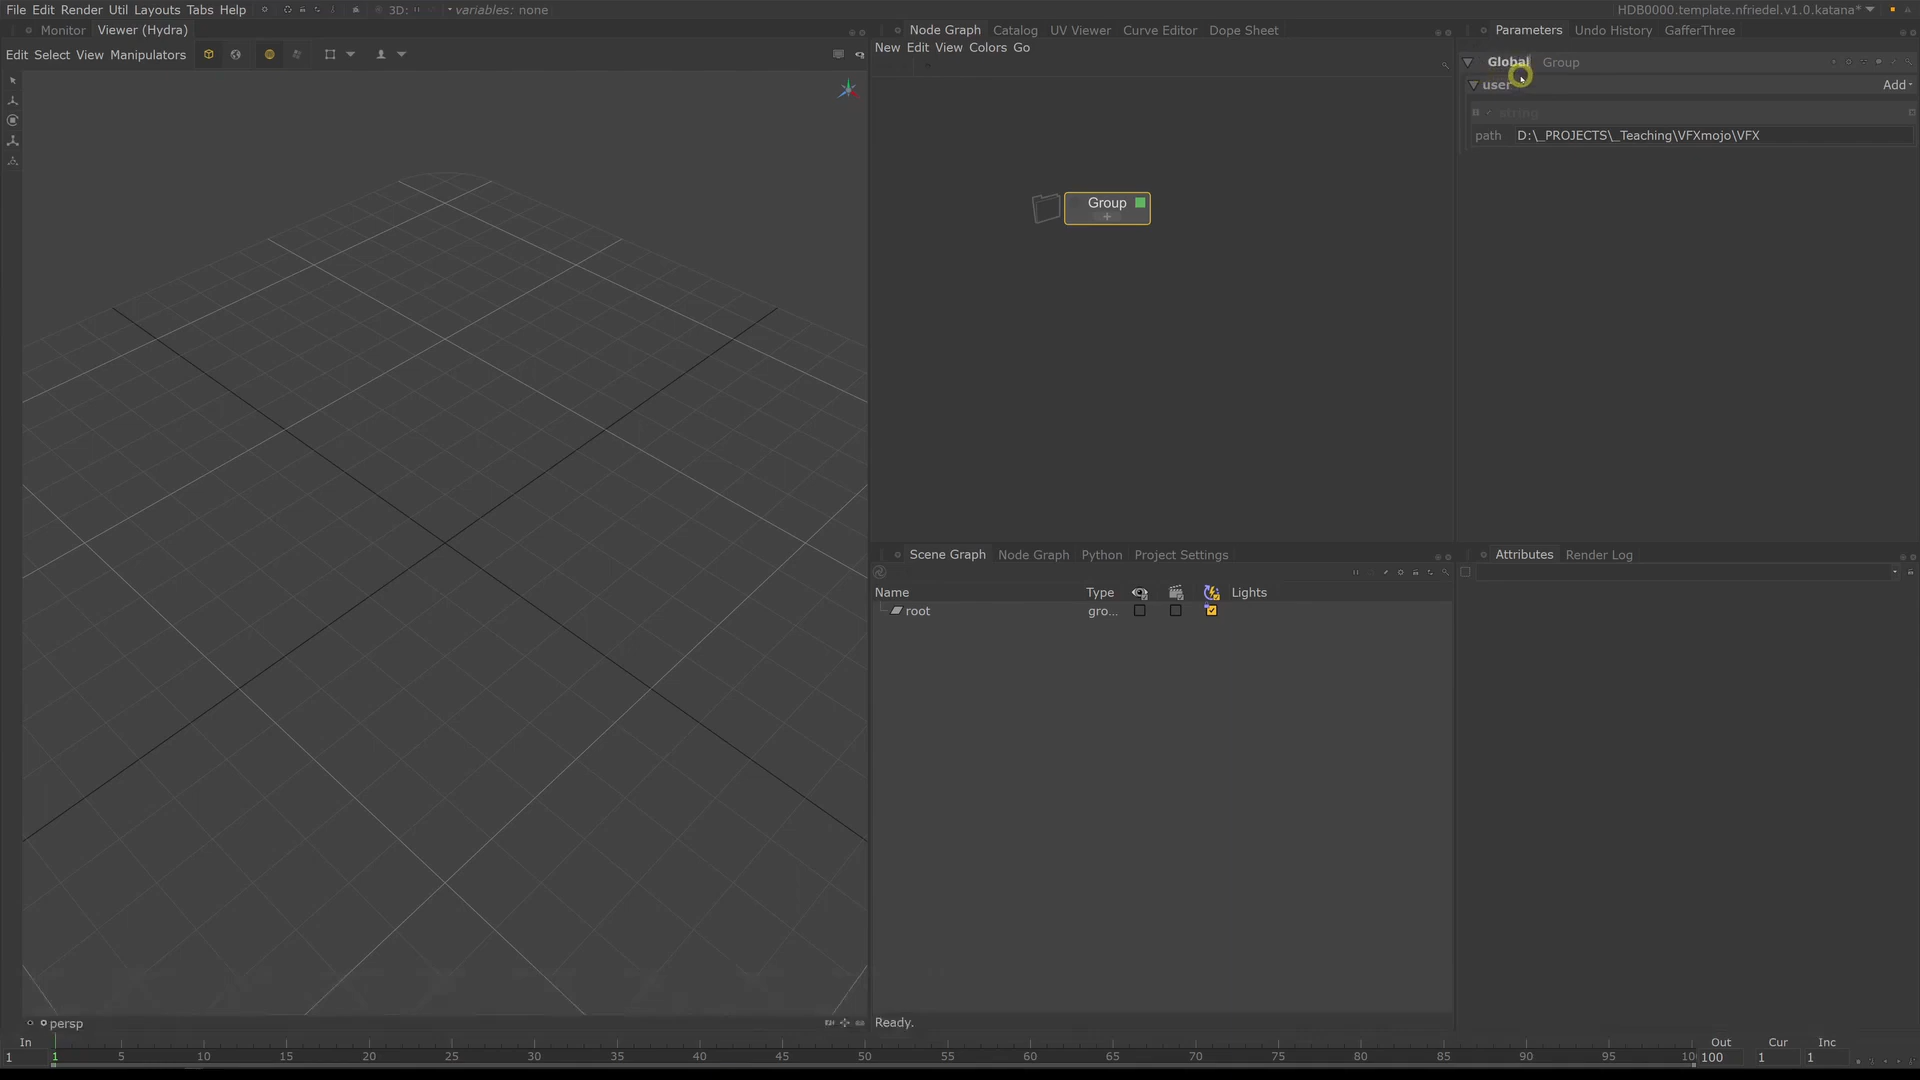 File Edit Render Util Layouts Tabs Help 3D: variables: none HDB0000.template.nfriedel.v1.0.katana*
Monitor Viewer (Hydra)
Edit Select View Manipulators
persp
Node Graph Catalog UV Viewer Curve Editor Dope Sheet
New Edit View Colors Go
Group
Parameters Undo History GafferThree
Global Group
user Add
string
path D:\_PROJECTS\_Teaching\VFXmojo\VFX
Scene Graph Node Graph Python Project Settings
Name Type Lights
root gro...
Ready.
Attributes Render Log
In Out Cur Inc
1 1 5 10 15 20 25 30 35 40 45 50 55 60 65 70 75 80 85 90 95 100 1 1